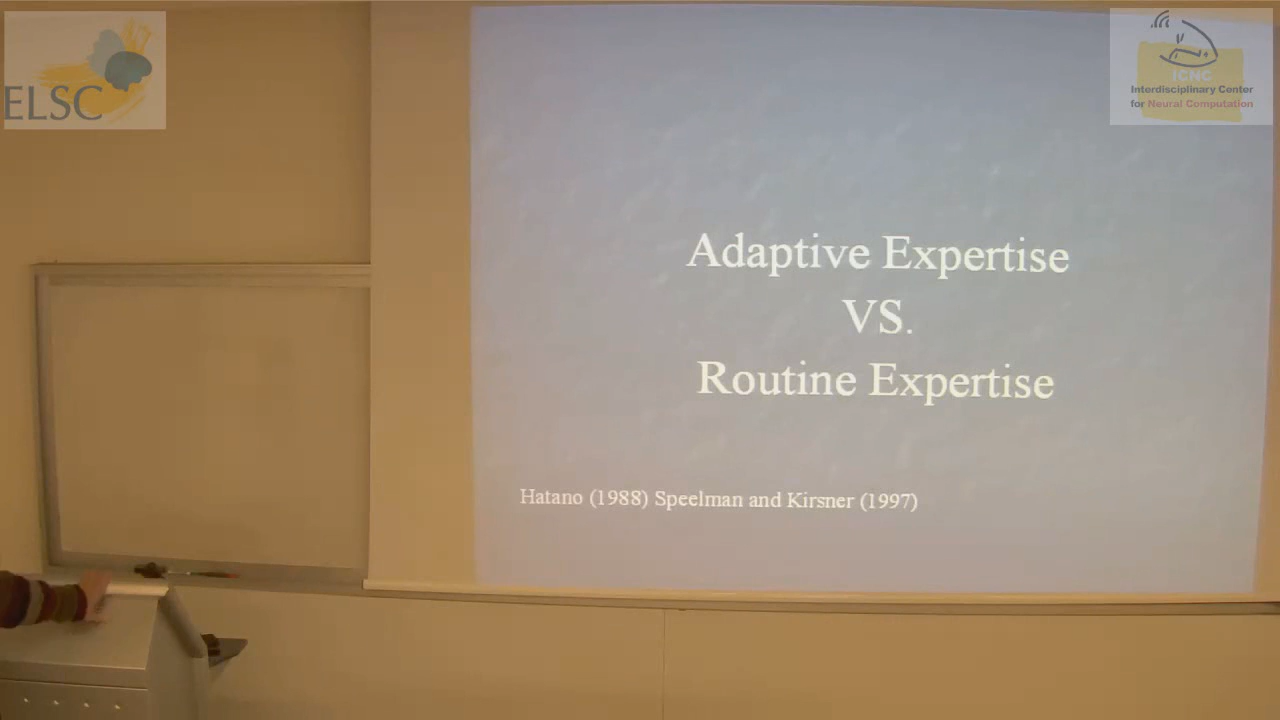 ELSC
ICNC
Interdisciplinary Center
for Neural Computation
Adaptive Expertise
VS.
Routine Expertise
Hatano (1988) Speelman and Kirsner (1997)